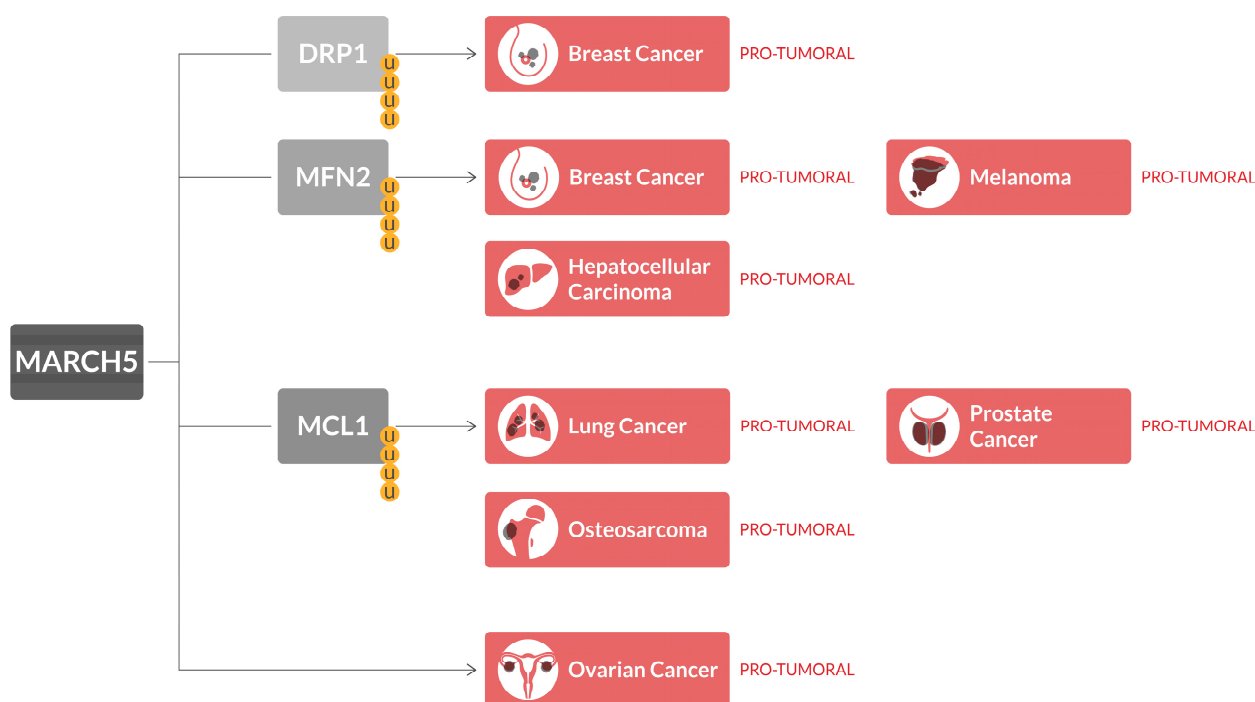 DRP1
u
u
u
u
Breast Cancer
PRO-TUMORAL
MFN2
u
u
u
u
Breast Cancer
PRO-TUMORAL
Melanoma
PRO-TUMORAL
Hepatocellular
Carcinoma
PRO-TUMORAL
MARCH5
MCL1
u
u
u
u
Lung Cancer
PRO-TUMORAL
Prostate
Cancer
PRO-TUMORAL
Osteosarcoma
PRO-TUMORAL
Ovarian Cancer
PRO-TUMORAL